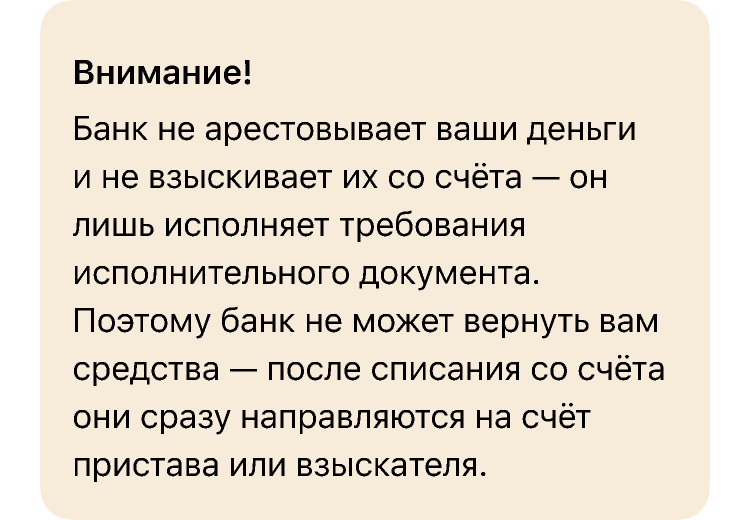 Внимание!
Банк не арестовывает ваши деньги
и не взыскивает их со счёта — он
лишь исполняет требования
исполнительного документа.
Поэтому банк не может вернуть вам
средства — после списания со счёта
они сразу направляются на счёт
пристава или взыскателя.